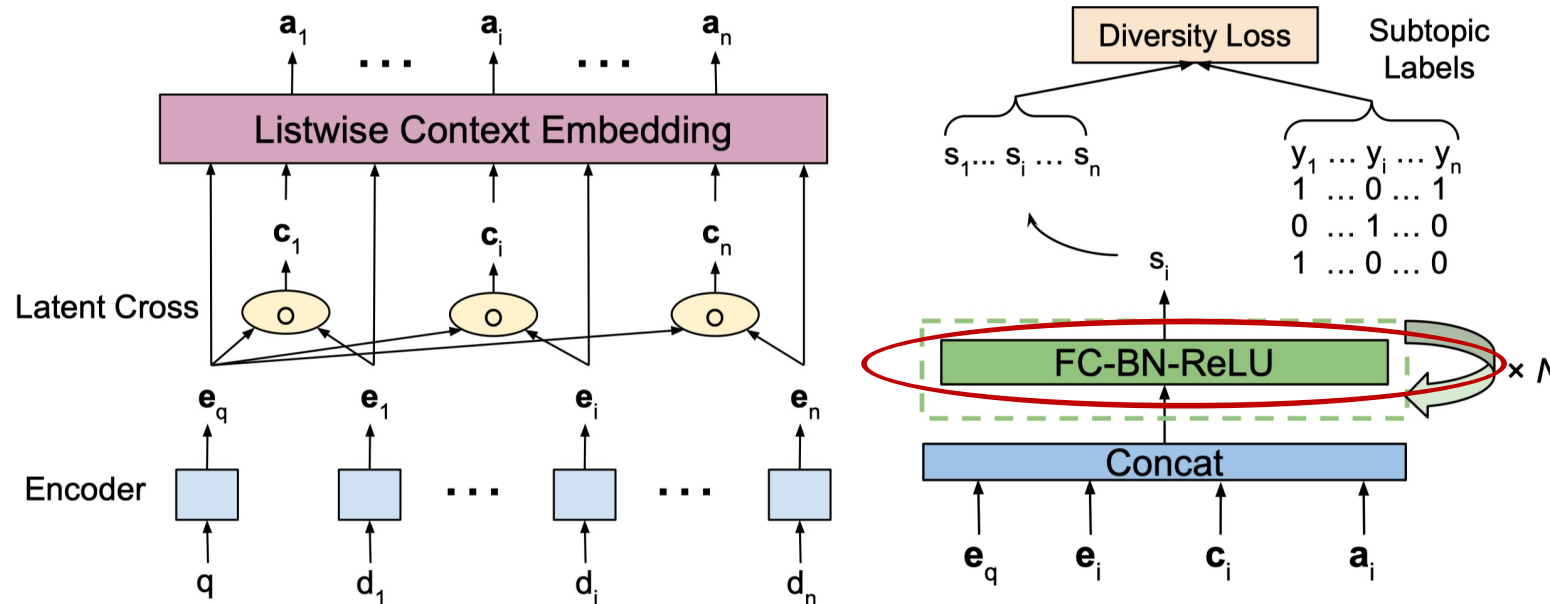 a1 ... ai ... an
Listwise Context Embedding
c1 ci cn
Latent Cross
o o o
eq e1 ei en
Encoder ... ...
q d1 di dn
Diversity Loss
Subtopic
Labels
s1... si ... sn
y1 ... yi ... yn
1 ... 0 ... 1
0 ... 1 ... 0
1 ... 0 ... 0
si
FC-BN-ReLU
× N
Concat
eq ei ci ai